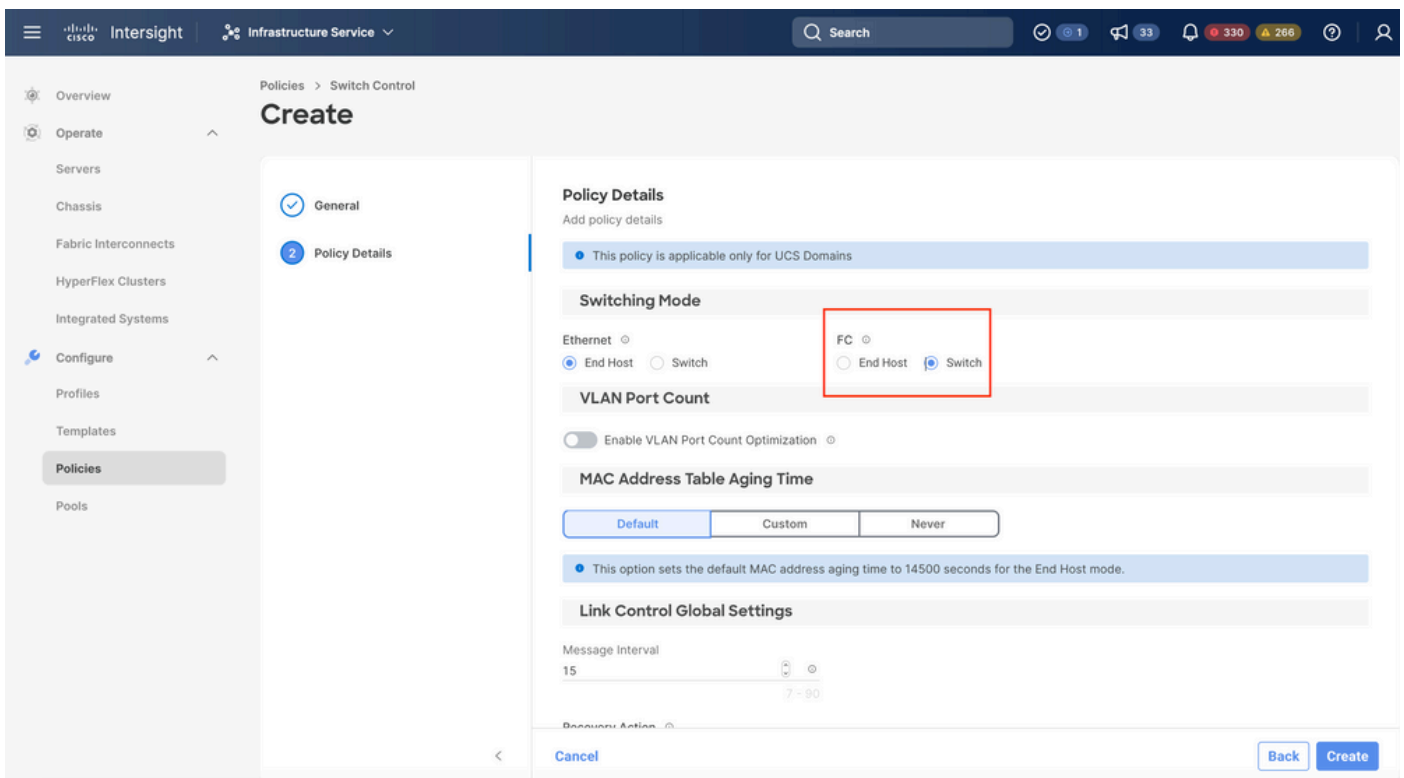 CISCO Intersight Infrastructure Service Search 1 33 330 266
Overview
Operate
Servers
Chassis
Fabric Interconnects
HyperFlex Clusters
Integrated Systems
Configure
Profiles
Templates
Policies
Pools
Policies > Switch Control
Create
General
2 Policy Details
Policy Details
Add policy details
This policy is applicable only for UCS Domains
Switching Mode
Ethernet
End Host Switch
FC
End Host Switch
VLAN Port Count
Enable VLAN Port Count Optimization
MAC Address Table Aging Time
Default Custom Never
This option sets the default MAC address aging time to 14500 seconds for the End Host mode.
Link Control Global Settings
Message Interval
15
7 - 90
Recovery Action
Cancel Back Create